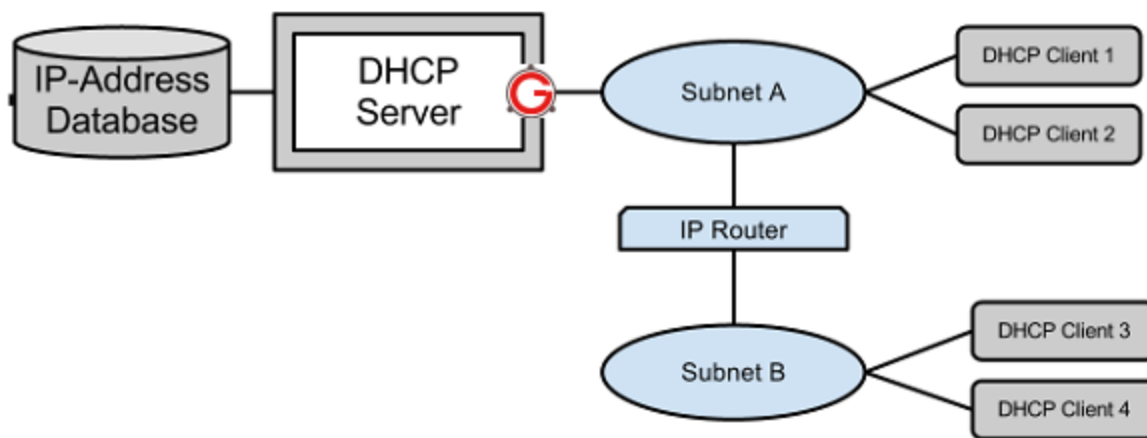 IP-Address
Database
DHCP
Server
G
Subnet A
DHCP Client 1
DHCP Client 2
IP Router
Subnet B
DHCP Client 3
DHCP Client 4